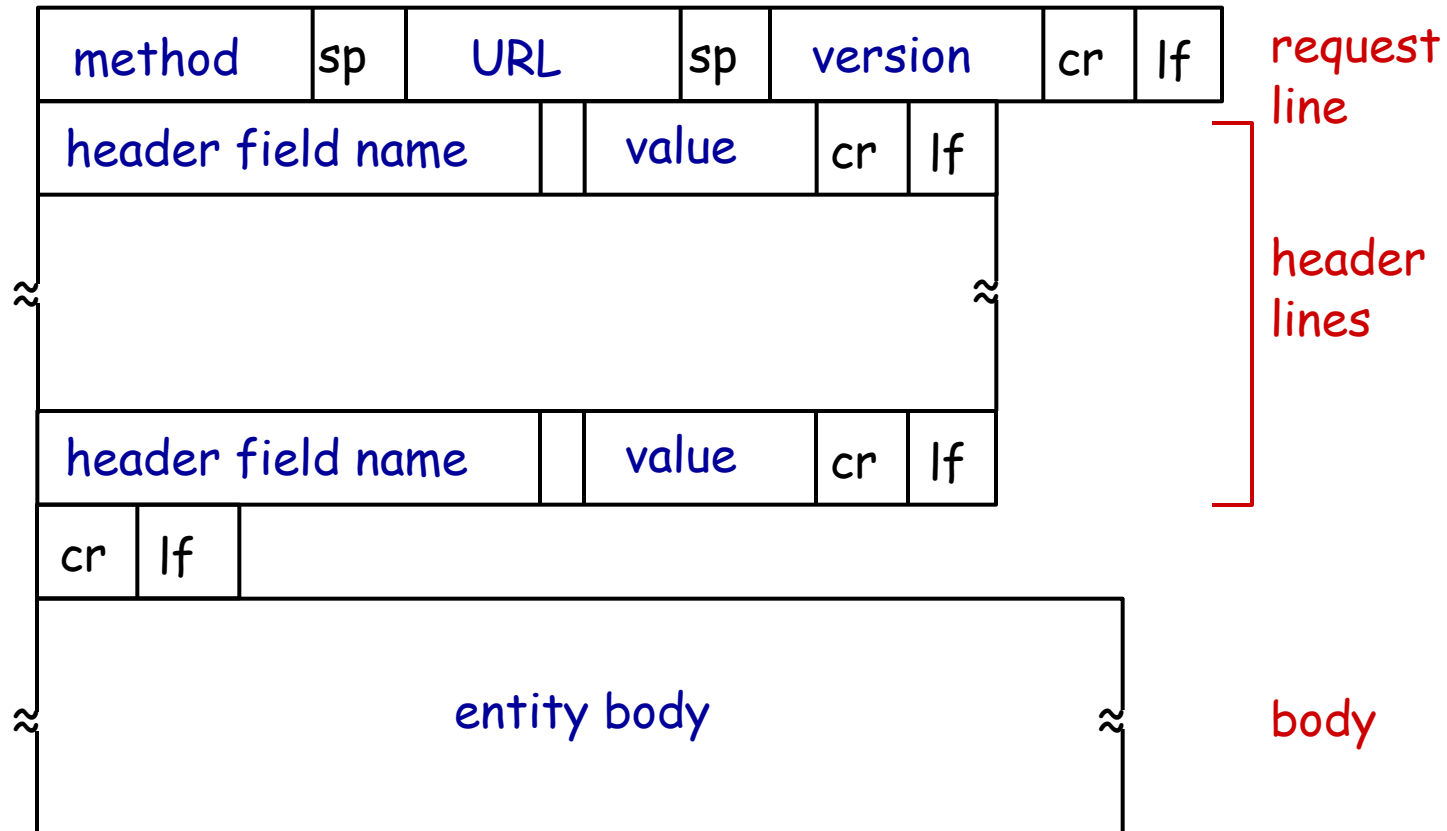 method sp URL sp version cr lf
request
line
header field name value cr lf
header
lines
header field name value cr lf
cr lf
entity body
body